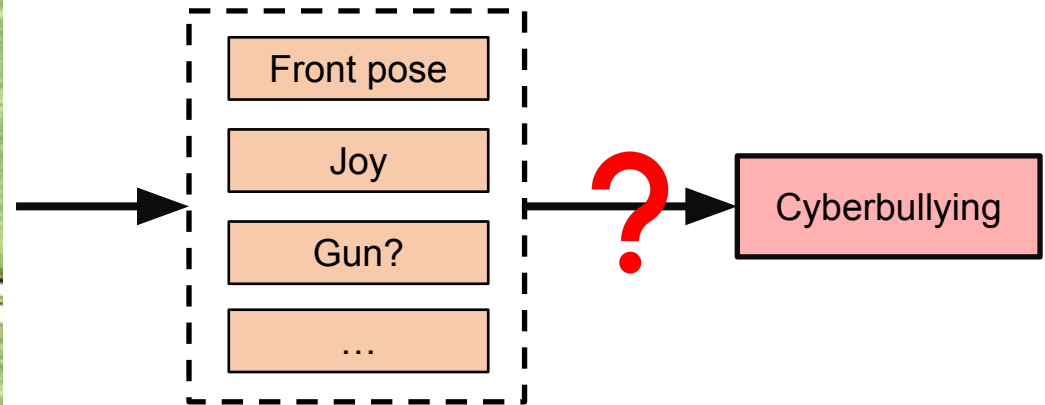 Front pose
Joy
Gun?
…
?
Cyberbullying